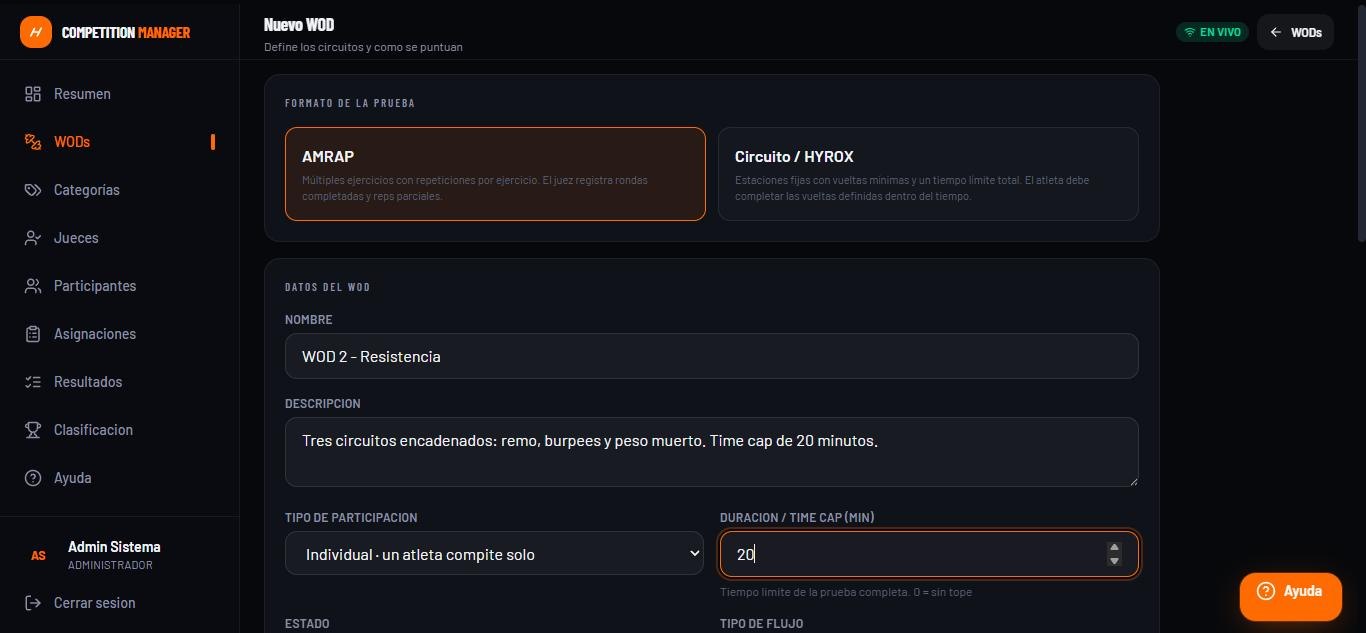 COMPETITION MANAGER
Resumen
WODs
Categorías
Jueces
Participantes
Asignaciones
Resultados
Clasificacion
Ayuda
AS
Admin Sistema
ADMINISTRADOR
Cerrar sesion
Nuevo WOD
Define los circuitos y como se puntuan
EN VIVO
WODs
FORMATO DE LA PRUEBA
AMRAP
Múltiples ejercicios con repeticiones por ejercicio. El juez registra rondas
completadas y reps parciales.
Circuito / HYROX
Estaciones fijas con vueltas minimas y un tiempo límite total. El atleta debe
completar las vueltas definidas dentro del tiempo.
DATOS DEL WOD
NOMBRE
WOD 2 - Resistencia
DESCRIPCION
Tres circuitos encadenados: remo, burpees y peso muerto. Time cap de 20 minutos.
TIPO DE PARTICIPACION
Individual · un atleta compite solo
DURACION / TIME CAP (MIN)
20
Tiempo limite de la prueba completa. 0 = sin tope
ESTADO
TIPO DE FLUJO
Ayuda